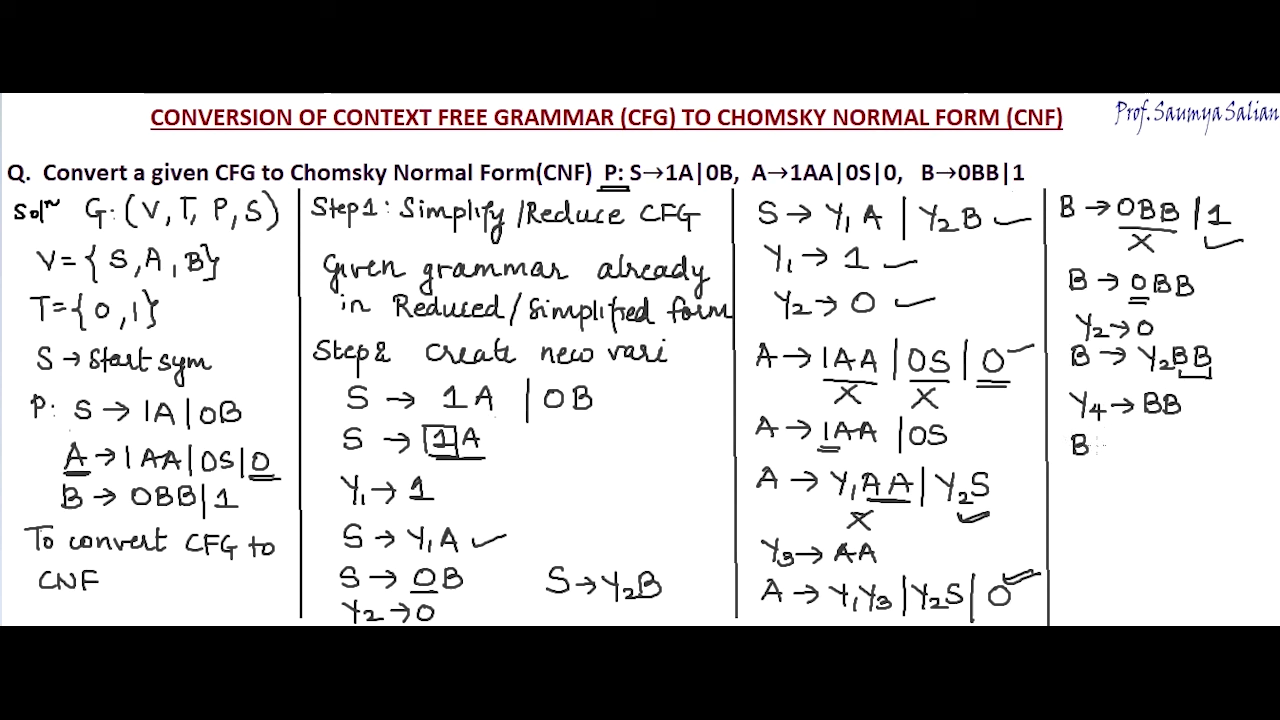 CONVERSION OF CONTEXT FREE GRAMMAR (CFG) TO CHOMSKY NORMAL FORM (CNF)
Prof.Saumya Salian
Q. Convert a given CFG to Chomsky Normal Form(CNF) P: S→1A|0B, A→1AA|0S|0, B→0BB|1
Solⁿ G: (V, T, P, S)
V = { S, A, B}
T = { 0, 1}
S → start sym
P: S → 1A | 0B
A → 1AA | 0S | 0
B → 0BB | 1
To convert CFG to
CNF
Step1: Simplify /Reduce CFG
Given grammar already
in Reduced/Simplified form
Step2 create new vari
S → 1A | 0B
S → 1A
Y₁ → 1
S → Y₁A ✓
S → 0B S → Y₂B
Y₂ → 0
S → Y₁A | Y₂B ✓
Y₁ → 1 ✓
Y₂ → 0 ✓
A → 1AA | 0S | 0 ✓
X X
A → 1AA | 0S
A → Y₁AA | Y₂S
X ✓
Y₃ → AA
A → Y₁Y₃ | Y₂S | 0 ✓
B → 0BB | 1
X ✓
B → 0BB
Y₂ → 0
B → Y₂BB
Y₄ → BB
B